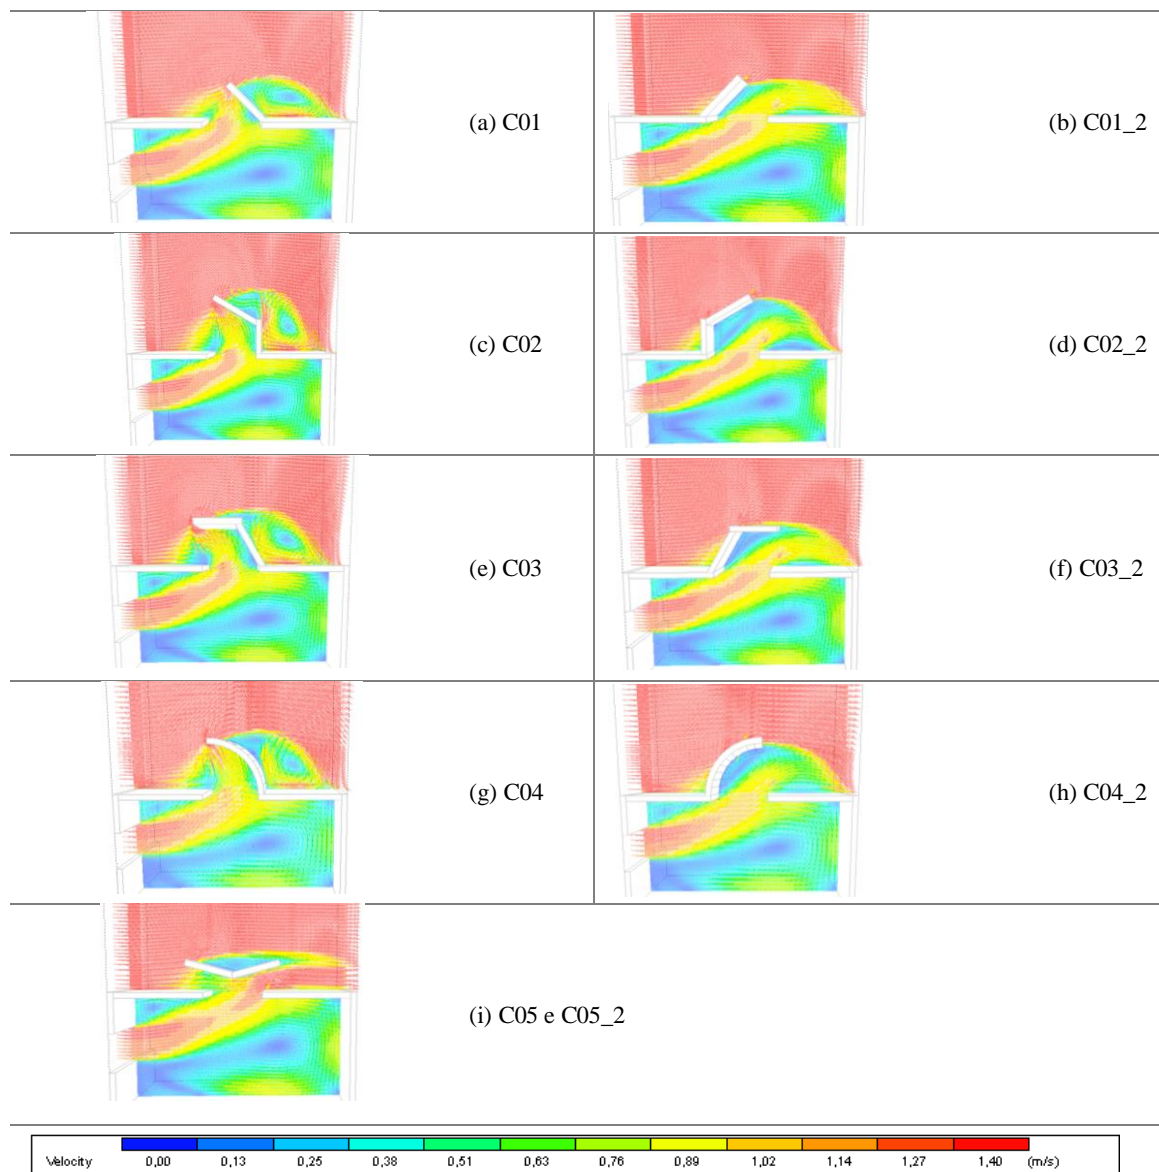 (a) C01
(b) C01_2
(c) C02
(d) C02_2
(e) C03
(f) C03_2
(g) C04
(h) C04_2
(i) C05 e C05_2
Velocity 0,00 0,13 0,25 0,38 0,51 0,63 0,76 0,89 1,02 1,14 1,27 1,40 (m/s)